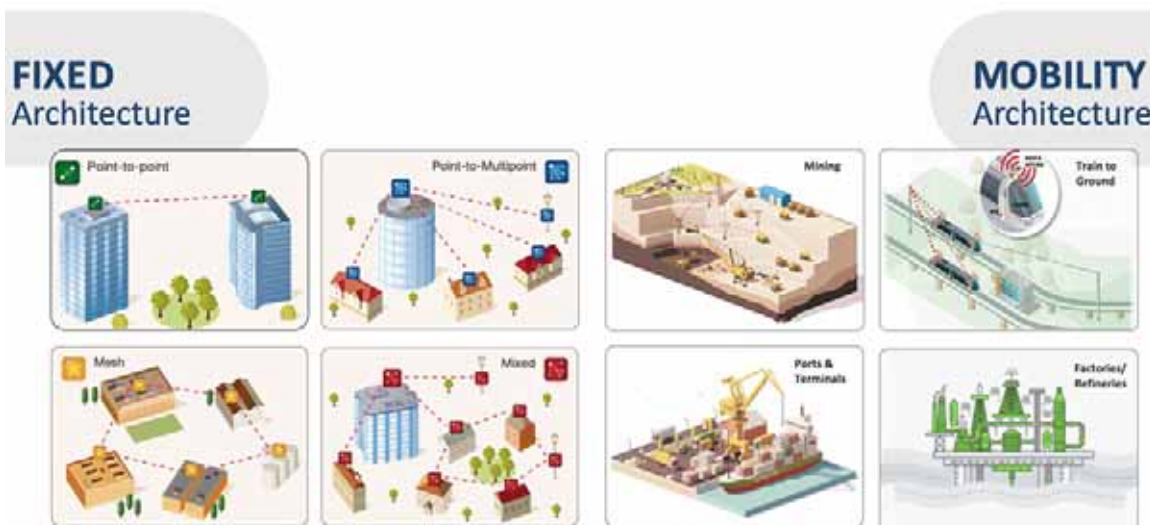 FIXED
Architecture
MOBILITY
Architecture
Point-to-point
Point-to-Multipoint
Mining
Train to
Ground
Mesh
Mixed
Ports &
Terminals
Factories/
Refineries